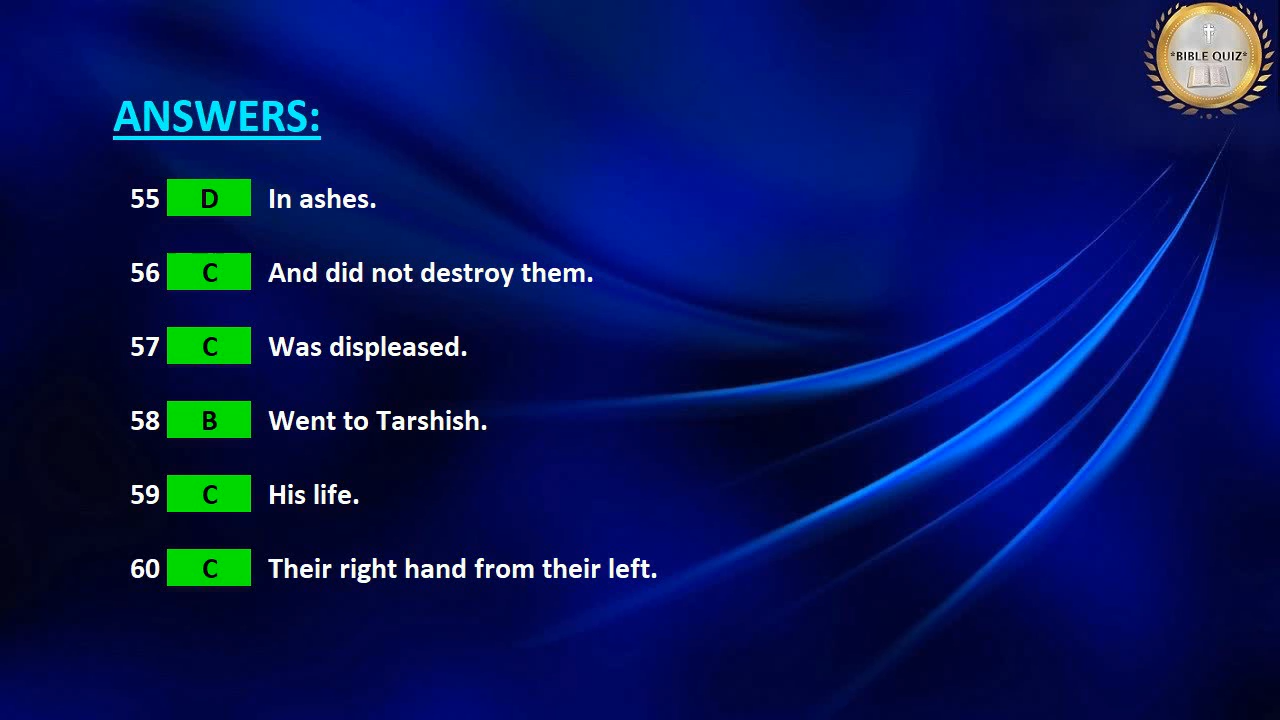 *BIBLE QUIZ*
ANSWERS:
55 D In ashes.
56 C And did not destroy them.
57 C Was displeased.
58 B Went to Tarshish.
59 C His life.
60 C Their right hand from their left.